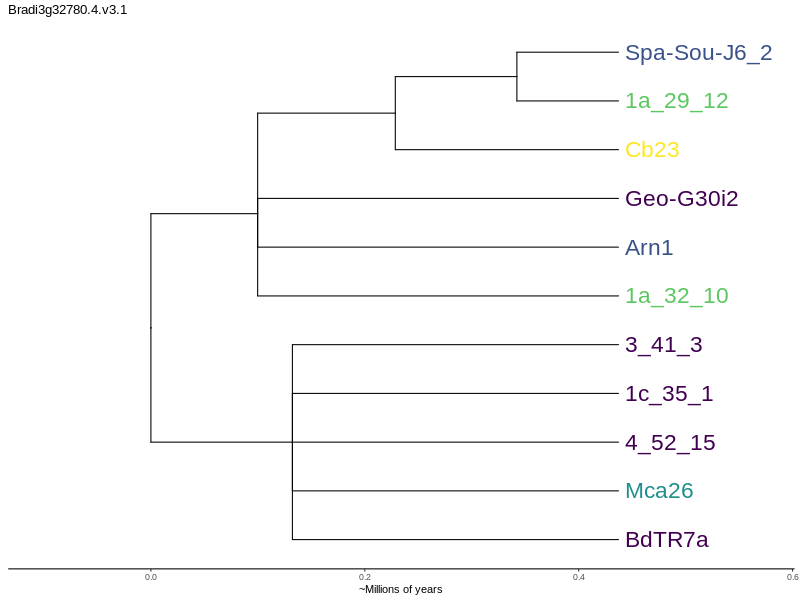 Bradi3g32780.4.v3.1
Spa-Sou-J6_2
1a_29_12
Cb23
Geo-G30i2
Arn1
1a_32_10
3_41_3
1c_35_1
4_52_15
Mca26
BdTR7a
0.0 0.2 0.4 0.6
~Millions of years